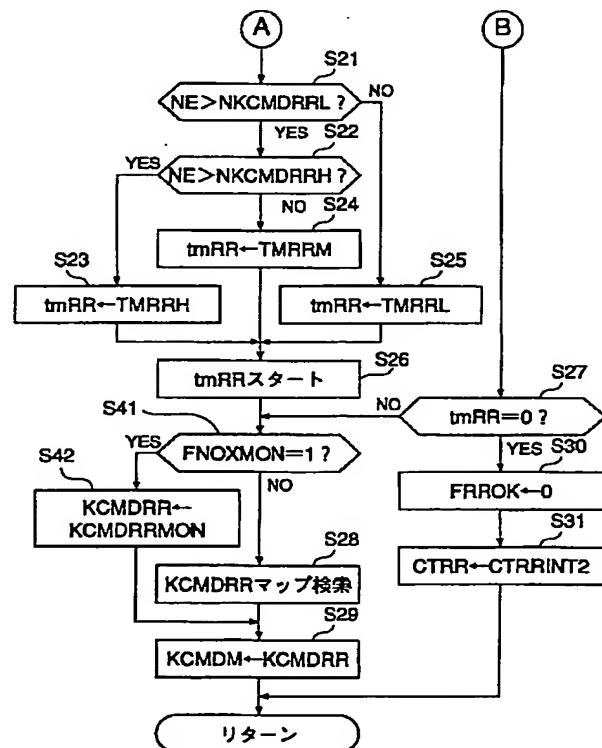 A
B
S21
NE>NKCMDRRL?
NO
YES
S22
YES
NE>NKCMDRRH?
NO
S24
S23
tmRR←TMRRM
S25
tmRR←TMRRH
tmRR←TMRRL
S26
tmRRスタート
S27
S41
NO
tmRR=0?
S42
YES
FNOXMON=1?
YES
S30
KCMDRR←
KCMDRRMON
NO
FRROK←0
S28
S31
KCMDRRマップ検索
CTRR←CTRRINT2
S29
KCMDM←KCMDRR
リターン